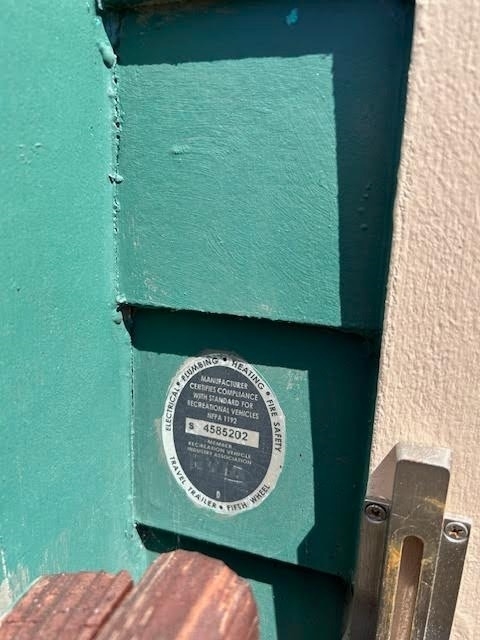 ELECTRICAL • PLUMBING • HEATING • FIRE SAFETY
MANUFACTURER
CERTIFIES COMPLIANCE
WITH STANDARD FOR
RECREATIONAL VEHICLES
NFPA 1192
S 4585202
MEMBER
RECREATION VEHICLE
INDUSTRY ASSOCIATION
TRAVEL TRAILER • FIFTH WHEEL